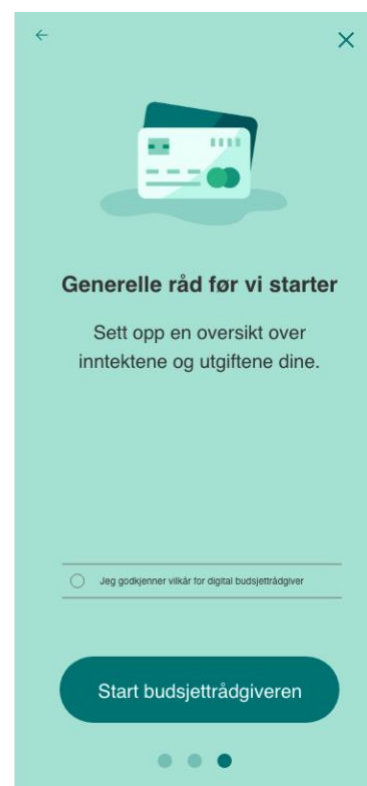 Generelle råd før vi starter
Sett opp en oversikt over
inntektene og utgiftene dine.
Jeg godkjenner vilkår for digital budsjettrådgiver
Start budsjettrådgiveren